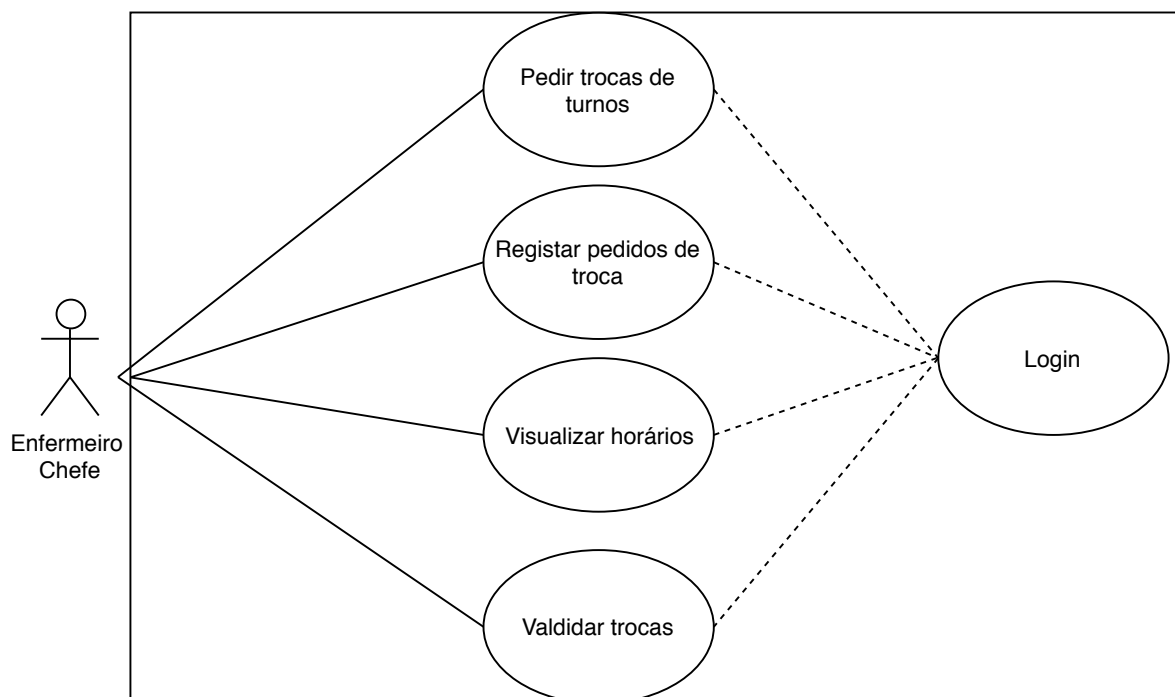 Pedir trocas de
turnos
Registar pedidos de
troca
Login
Enfermeiro
Chefe
Visualizar horários
Valdidar trocas